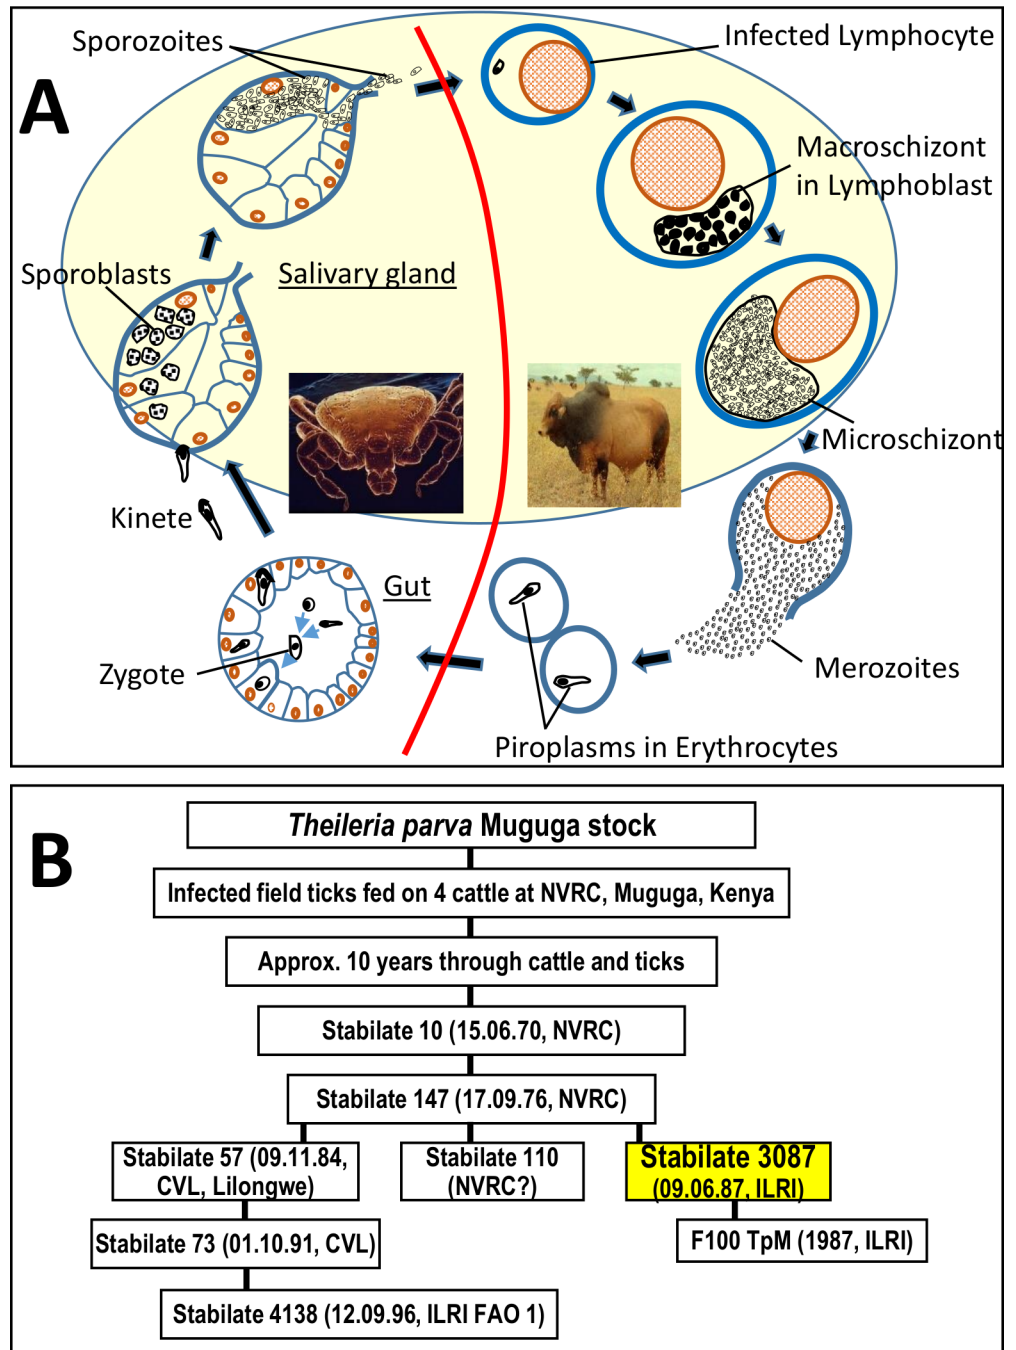 A
Sporozoites
Infected Lymphocyte
Macroschizont
in Lymphoblast
Sporoblasts
Salivary gland
Microschizont
Kinete
Gut
Zygote
Merozoites
Piroplasms in Erythrocytes
B
Theileria parva Muguga stock
Infected field ticks fed on 4 cattle at NVRC, Muguga, Kenya
Approx. 10 years through cattle and ticks
Stabilate 10 (15.06.70, NVRC)
Stabilate 147 (17.09.76, NVRC)
Stabilate 57 (09.11.84,
CVL, Lilongwe)
Stabilate 110
(NVRC?)
Stabilate 3087
(09.06.87, ILRI)
Stabilate 73 (01.10.91, CVL)
F100 TpM (1987, ILRI)
Stabilate 4138 (12.09.96, ILRI FAO 1)